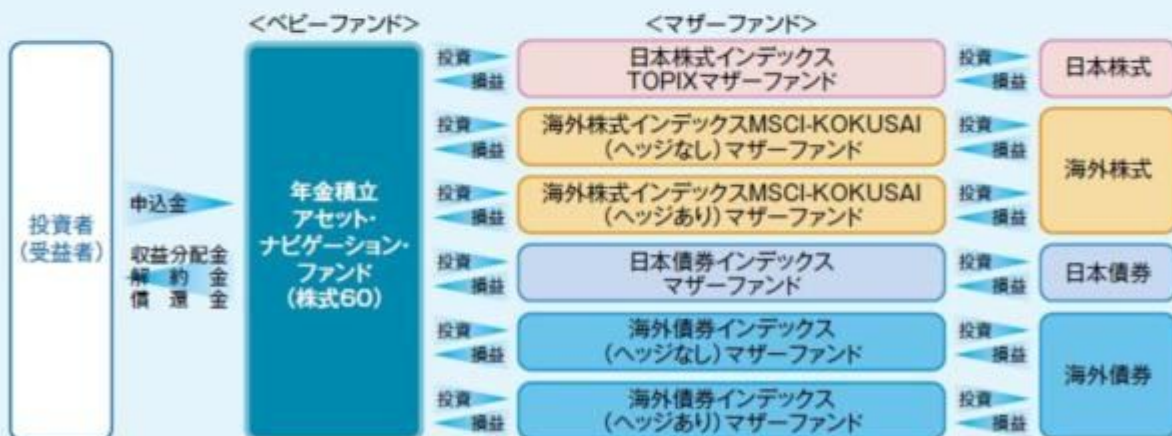 <ベビーファンド>
<マザーファンド>
投資者
(受益者)
申込金
収益分配金
解約金
償還金
年金積立
アセット・
ナビゲーション・
ファンド
(株式60)
投資
損益
日本株式インデックス
TOPIXマザーファンド
投資
損益
日本株式
投資
損益
海外株式インデックスMSCI-KOKUSAI
(ヘッジなし)マザーファンド
投資
損益
投資
損益
海外株式インデックスMSCI-KOKUSAI
(ヘッジあり)マザーファンド
投資
損益
海外株式
投資
損益
日本債券インデックス
マザーファンド
投資
損益
日本債券
投資
損益
海外債券インデックス
(ヘッジなし)マザーファンド
投資
損益
投資
損益
海外債券インデックス
(ヘッジあり)マザーファンド
投資
損益
海外債券